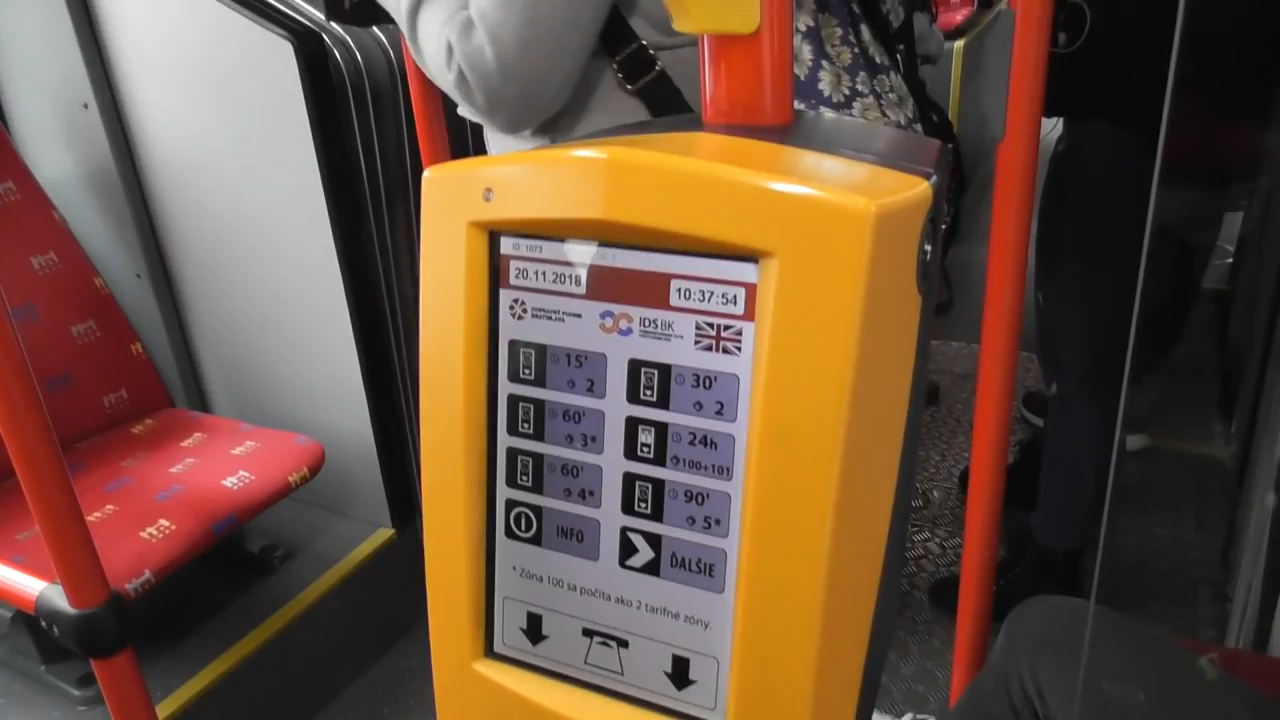 ID: 1073
20.11.2018
10:37:54
DOPRAVNÝ PODNIK
BRATISLAVA
IDS BK
15'
2
30'
2
60'
3*
24h
100+101
60'
4*
90'
5*
INFO
ĎALŠIE
* Zóna 100 sa počíta ako 2 tarifné zóny.